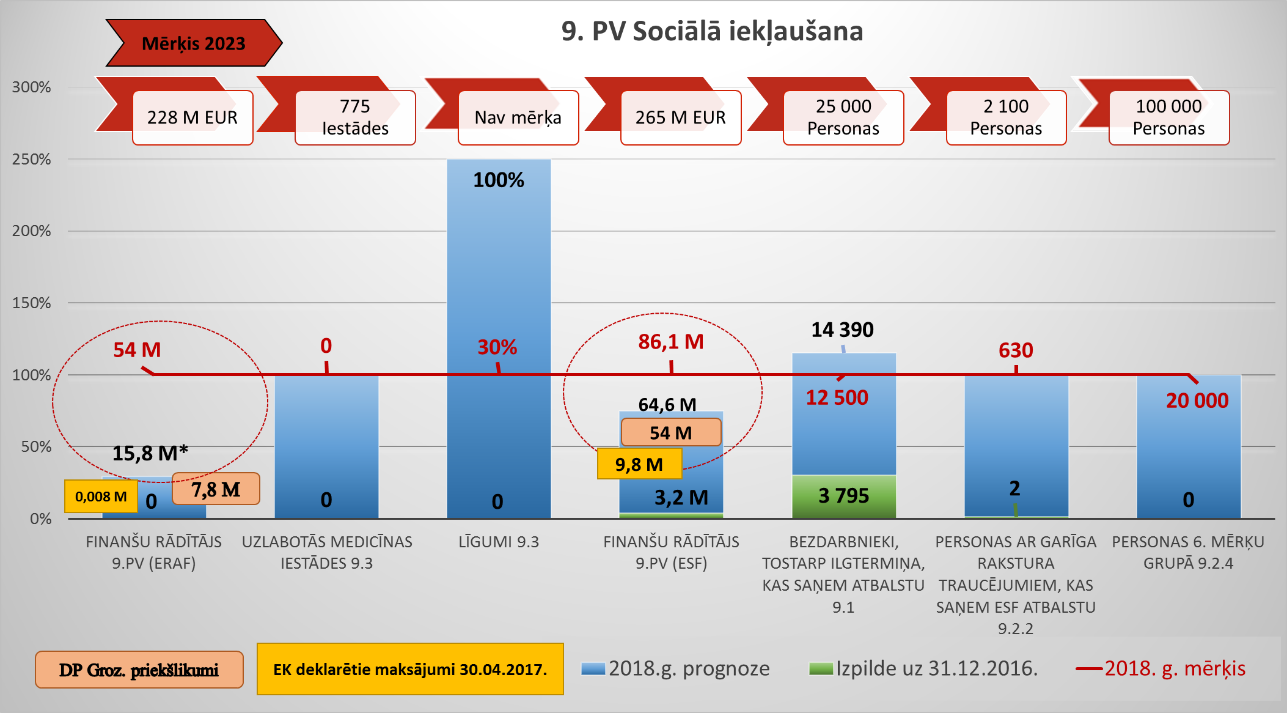 9. PV Sociālā iekļaušana
Mērķis 2023
228 M EUR
775
Iestādes
Nav mērķa
265 M EUR
25 000
Personas
2 100
Personas
100 000
Personas
300%
250%
200%
150%
100%
50%
0%
54 M
0
30%
86,1 M
12 500
630
20 000
100%
14 390
64,6 M
54 M
9,8 M
3,2 M
15,8 M*
7,8 M
0,008 M
0
0
0
3 795
2
0
FINANŠU RĀDĪTĀJS
9.PV (ERAF)
UZLABOTĀS MEDICĪNAS
IESTĀDES 9.3
LĪGUMI 9.3
FINANŠU RĀDĪTĀJS
9.PV (ESF)
BEZDARBNIEKI,
TOSTARP ILGTERMIŅA,
KAS SAŅEM ATBALSTU
9.1
PERSONAS AR GARĪGA
RAKSTURA
TRAUCĒJUMIEM, KAS
SAŅEM ESF ATBALSTU
9.2.2
PERSONAS 6. MĒRĶU
GRUPĀ 9.2.4
DP Groz. priekšlikumi
EK deklarētie maksājumi 30.04.2017.
2018.g. prognoze
Izpilde uz 31.12.2016.
2018. g. mērķis